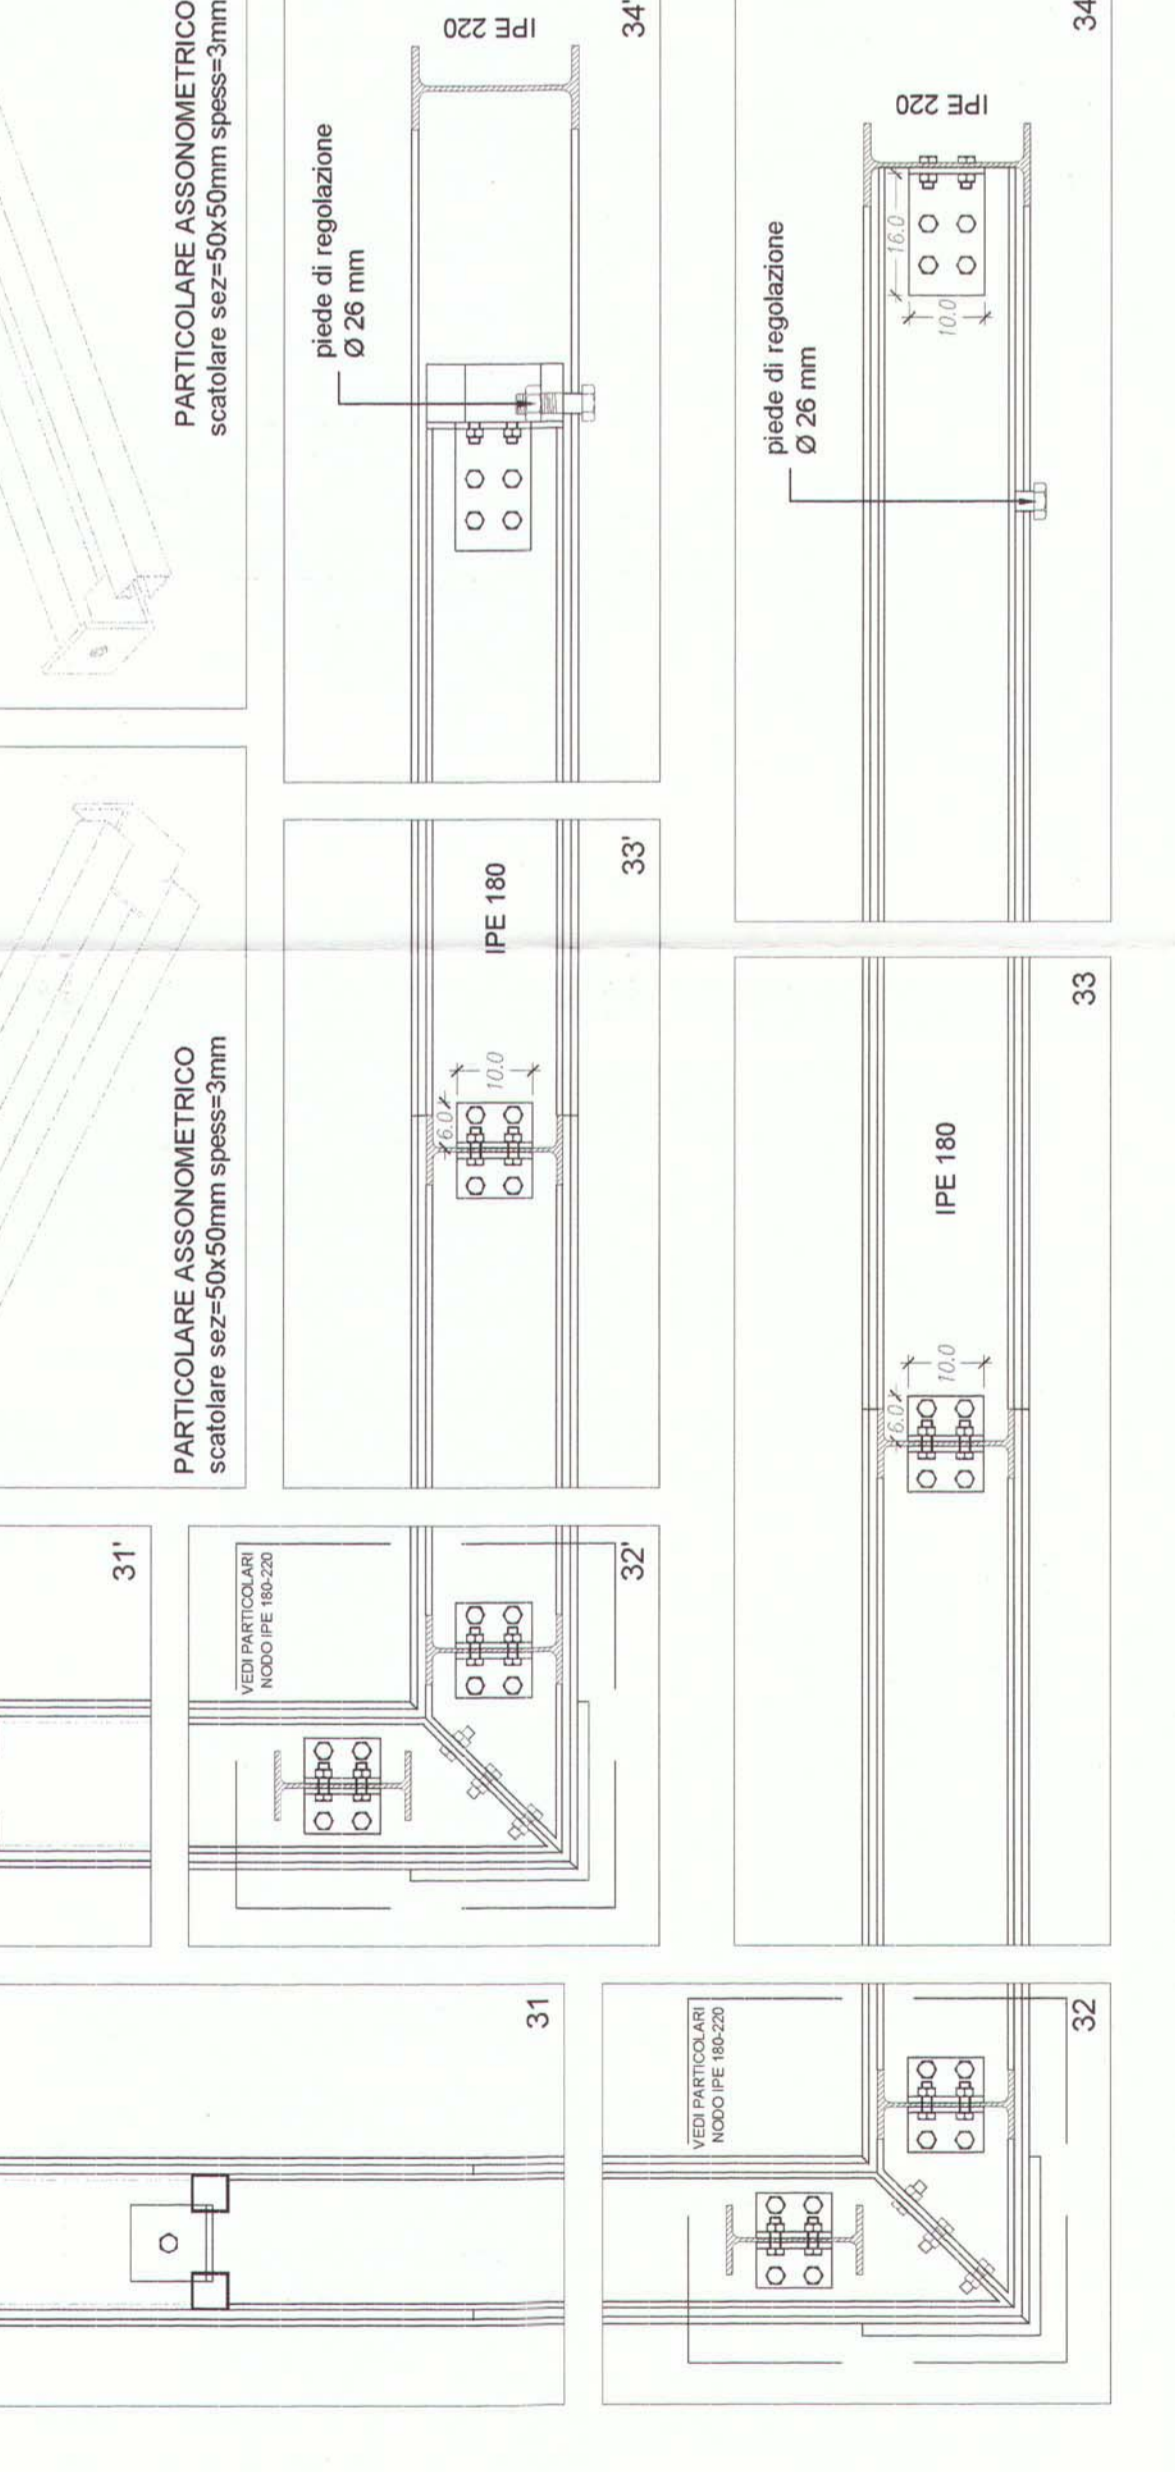 PARTICOLARE ASSONOMETRICO
scatolare sez=50x50mm spess=3mm
PARTICOLARE ASSONOMETRICO
scatolare sez=50x50mm spess=3mm
31'
VEDI PARTICOLARI
NODO IPE 180-220
32'
6.0
10.0
IPE 180
33'
piede di regolazione
Ø 26 mm
IPE 220
34'
31
VEDI PARTICOLARI
NODO IPE 180-220
32
6.0
10.0
IPE 180
33
piede di regolazione
Ø 26 mm
16.0
10.0
IPE 220
34